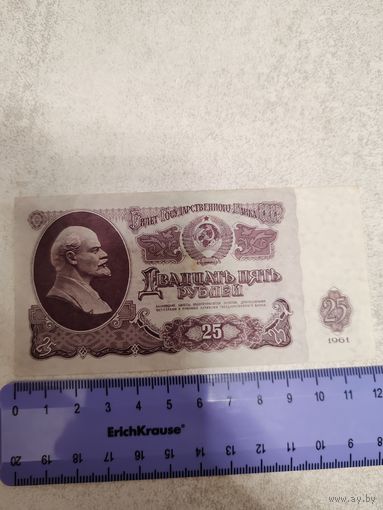 Билет Государственного Банка СССР
Двадцать пять
рублей
25
25
1961
0 1 2 3 4 5 6 7 8 9 10 11 12
ErichKrause®
20 19 18 17 16 15 14 13 12 11 10 9 8
www.ay.by